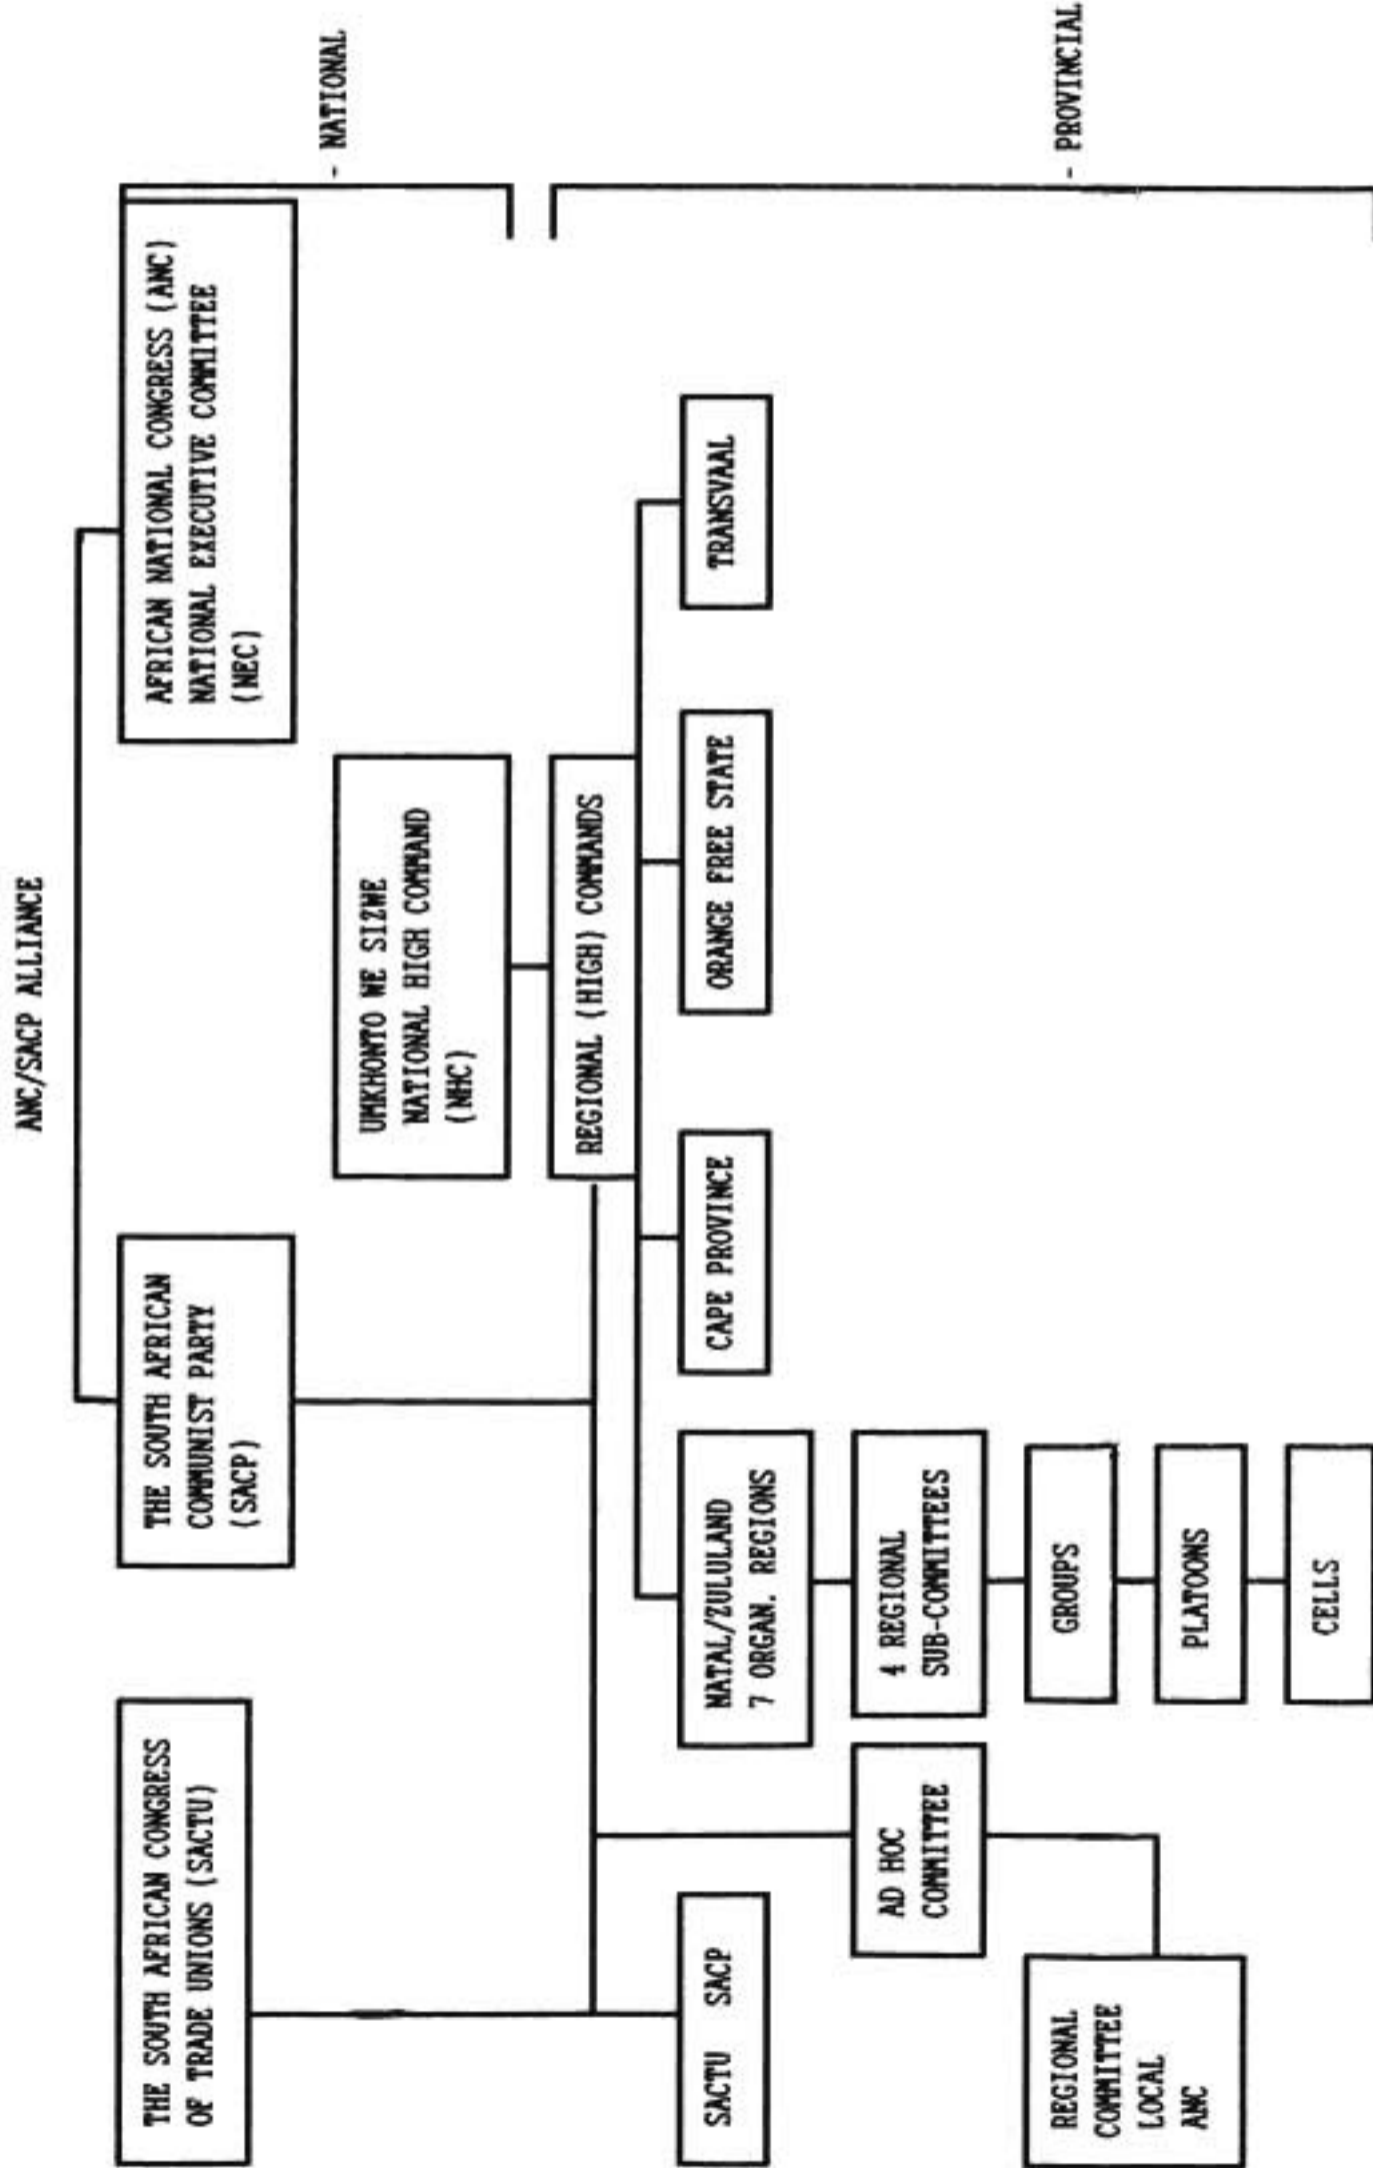 ANC/SACP ALLIANCE
THE SOUTH AFRICAN CONGRESS
OF TRADE UNIONS (SACTU)
THE SOUTH AFRICAN
COMMUNIST PARTY
(SACP)
AFRICAN NATIONAL CONGRESS (ANC)
NATIONAL EXECUTIVE COMMITTEE
(NEC)
- NATIONAL
UMKHONTO WE SIZWE
NATIONAL HIGH COMMAND
(NHC)
REGIONAL (HIGH) COMMANDS
SACTU SACP
NATAL/ZULULAND
7 ORGAN. REGIONS
CAPE PROVINCE
ORANGE FREE STATE
TRANSVAAL
AD HOC
COMMITTEE
4 REGIONAL
SUB-COMMITTEES
- PROVINCIAL
REGIONAL
COMMITTEE
LOCAL
ANC
GROUPS
PLATOONS
CELLS